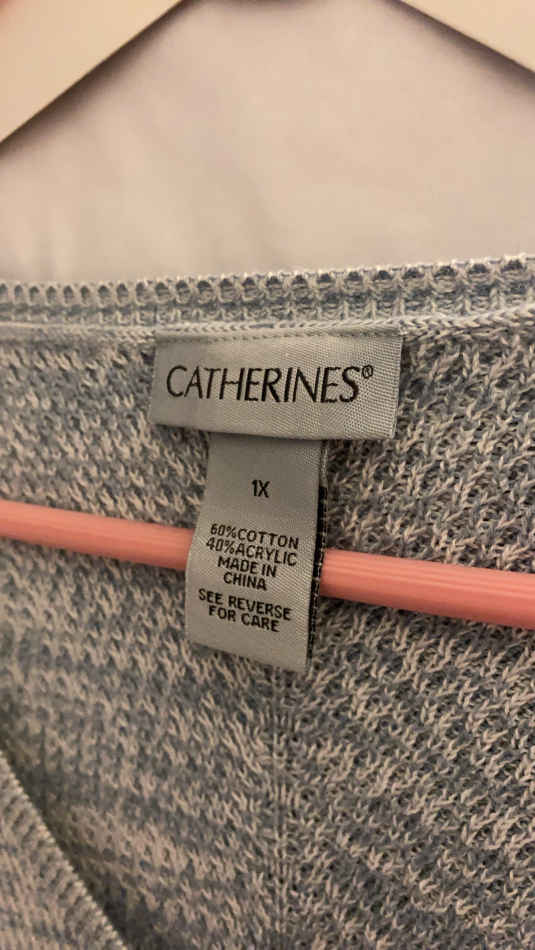 CATHERINES®
1X
60%COTTON
40%ACRYLIC
MADE IN
CHINA
SEE REVERSE
FOR CARE